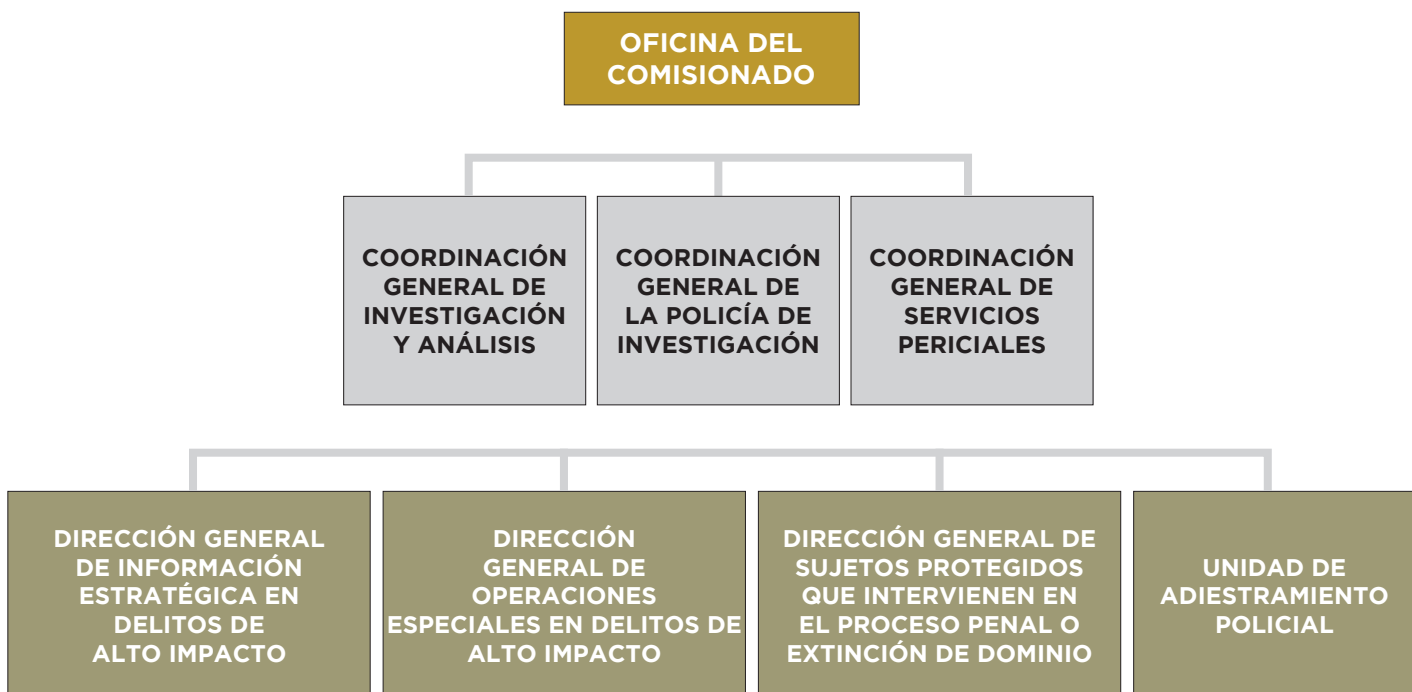 OFICINA DEL
COMISIONADO
COORDINACIÓN
GENERAL DE
INVESTIGACIÓN
Y ANÁLISIS
COORDINACIÓN
GENERAL DE
LA POLICÍA DE
INVESTIGACIÓN
COORDINACIÓN
GENERAL DE
SERVICIOS
PERICIALES
DIRECCIÓN GENERAL
DE INFORMACIÓN
ESTRATÉGICA EN
DELITOS DE
ALTO IMPACTO
DIRECCIÓN
GENERAL DE
OPERACIONES
ESPECIALES EN DELITOS DE
ALTO IMPACTO
DIRECCIÓN GENERAL DE
SUJETOS PROTEGIDOS
QUE INTERVIENEN EN
EL PROCESO PENAL O
EXTINCIÓN DE DOMINIO
UNIDAD DE
ADIESTRAMIENTO
POLICIAL